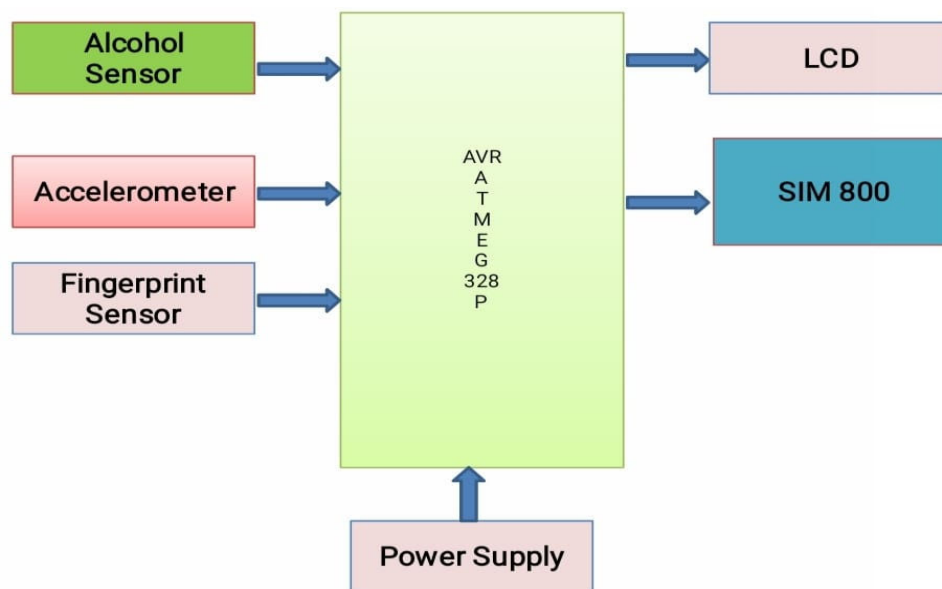 Alcohol
Sensor
Accelerometer
Fingerprint
Sensor
AVR
A
T
M
E
G
328
P
LCD
SIM 800
Power Supply